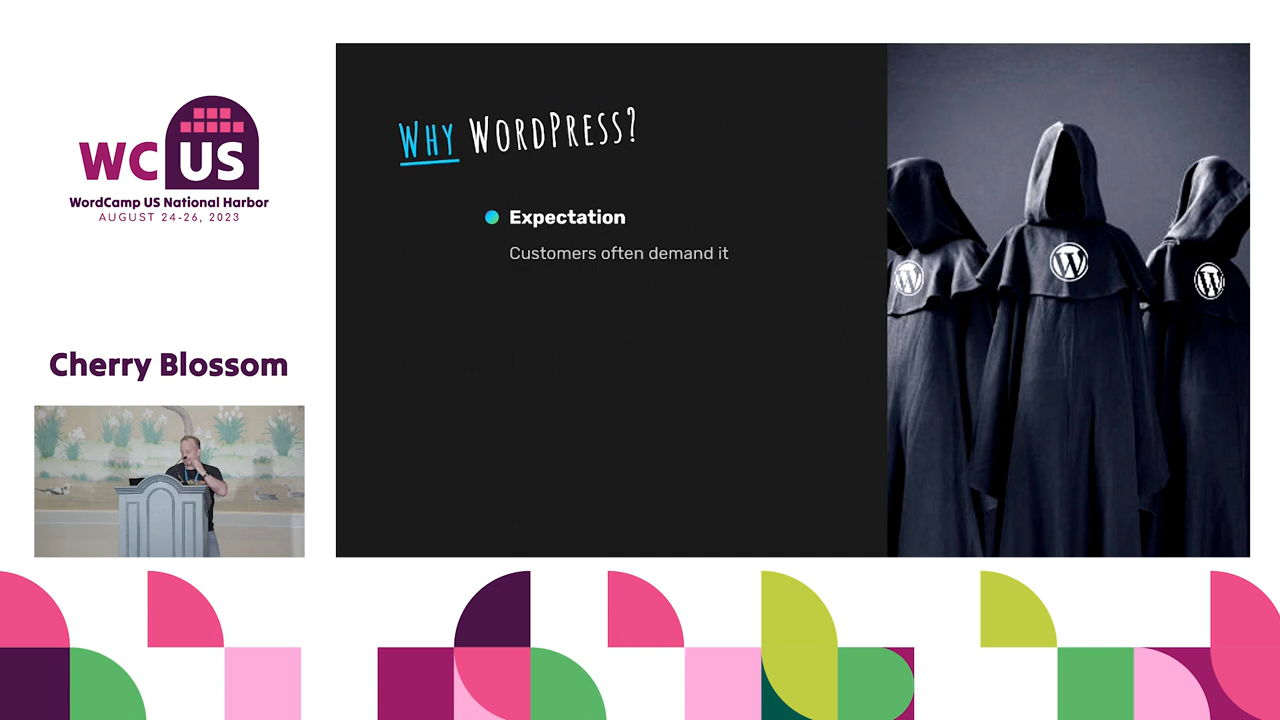 WC US
WordCamp US National Harbor
AUGUST 24-26, 2023
Cherry Blossom
Why WordPress?
Expectation
Customers often demand it
W
W
W